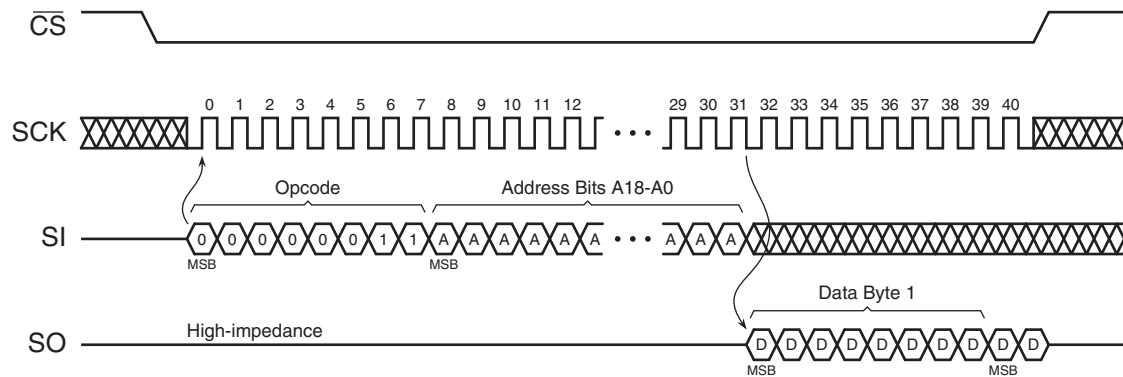 CS
0 1 2 3 4 5 6 7 8 9 10 11 12 29 30 31 32 33 34 35 36 37 38 39 40
SCK
Opcode Address Bits A18-A0
SI 0 0 0 0 0 0 1 1 A A A A A A A A A
MSB MSB
Data Byte 1
High-impedance
SO D D D D D D D D D D
MSB MSB